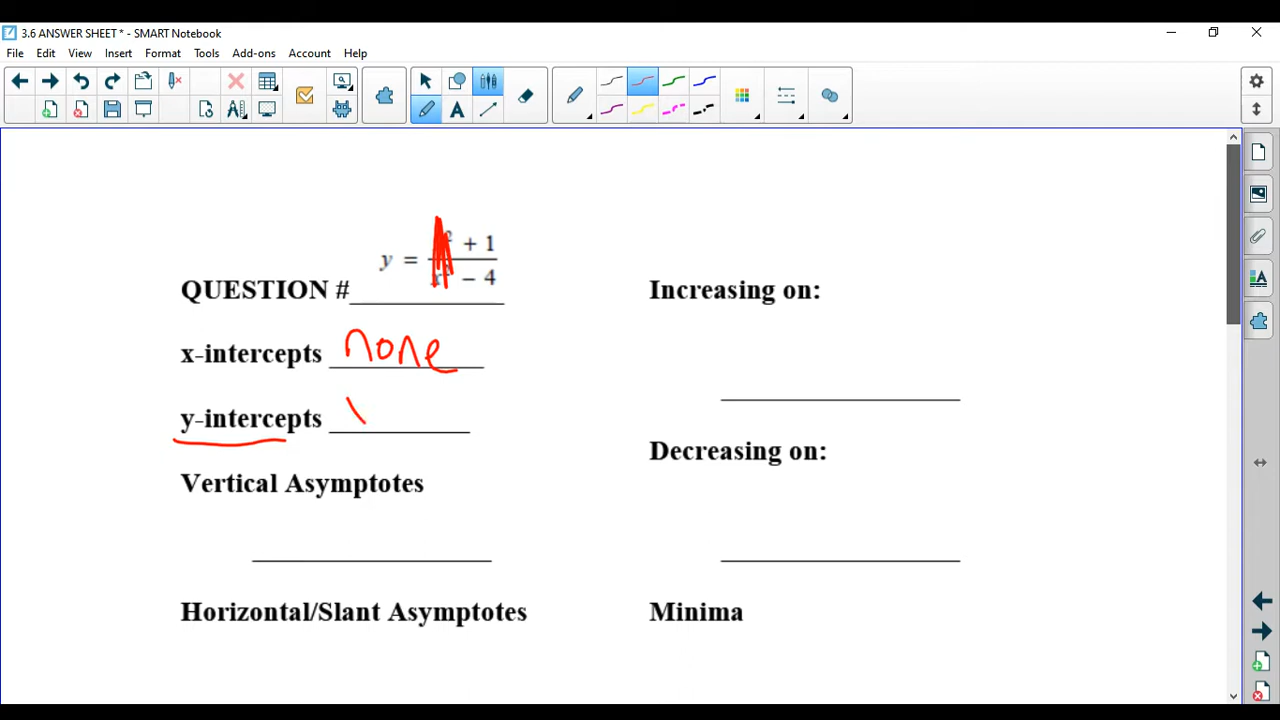 3.6 ANSWER SHEET * - SMART Notebook
File Edit View Insert Format Tools Add-ons Account Help
y = + 1
- 4
QUESTION #
x-intercepts none
y-intercepts
Vertical Asymptotes
Horizontal/Slant Asymptotes
Increasing on:
Decreasing on:
Minima